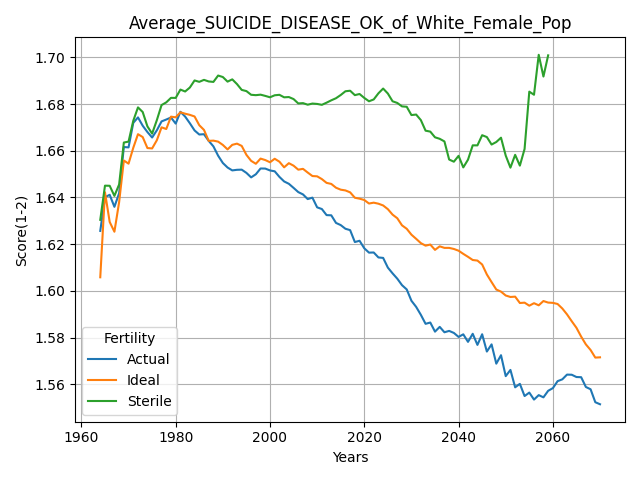 Average_SUICIDE_DISEASE_OK_of_White_Female_Pop
Score(1-2)
1.70
1.68
1.66
1.64
1.62
1.60
1.58
1.56
Fertility
Actual
Ideal
Sterile
1960
1980
2000
2020
2040
2060
Years